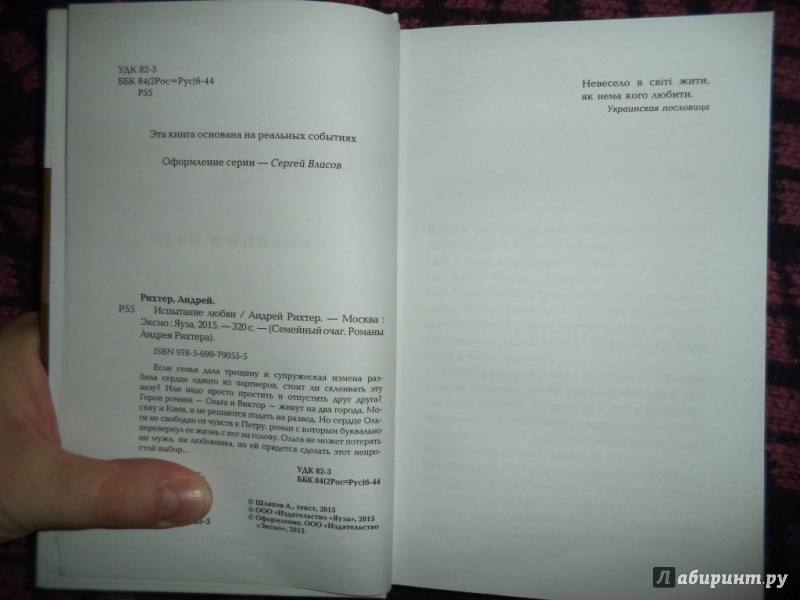 УДК 82-3
ББК 84(2Рос=Рус)6-44
Р55
Эта книга основана на реальных событиях
Оформление серии — Сергей Власов
Рихтер, Андрей.
Р55 Испытание любви / Андрей Рихтер. — Москва :
Эксмо : Яуза, 2015. — 320 с. — (Семейный очаг. Романы
Андрея Рихтера).
ISBN 978-5-699-79055-5
Если семья дала трещину и супружеская измена раз-
била сердце одного из партнеров, стоит ли склеивать эту
вазу? Или надо просто простить и отпустить друг друга?
Герои романа — Ольга и Виктор — живут на два города, Мо-
скву и Киев, и не решаются подать на развод. Но сердце Оль-
ги не свободно от чувств к Петру, роман с которым буквально
перевернул ее жизнь с ног на голову. Ольга не может потерять
ни мужа, ни любовника, но ей придется сделать этот непро-
стой выбор...
УДК 82-3
ББК 84(2Рос=Рус)6-44
© Шляхов А., текст, 2015
© ООО «Издательство «Яуза», 2015
© Оформление. ООО «Издательство
«Эксмо», 2015
55-5
Невесело в світі жити,
як нема кого любити.
Украинская пословица
Лабиринт.ру